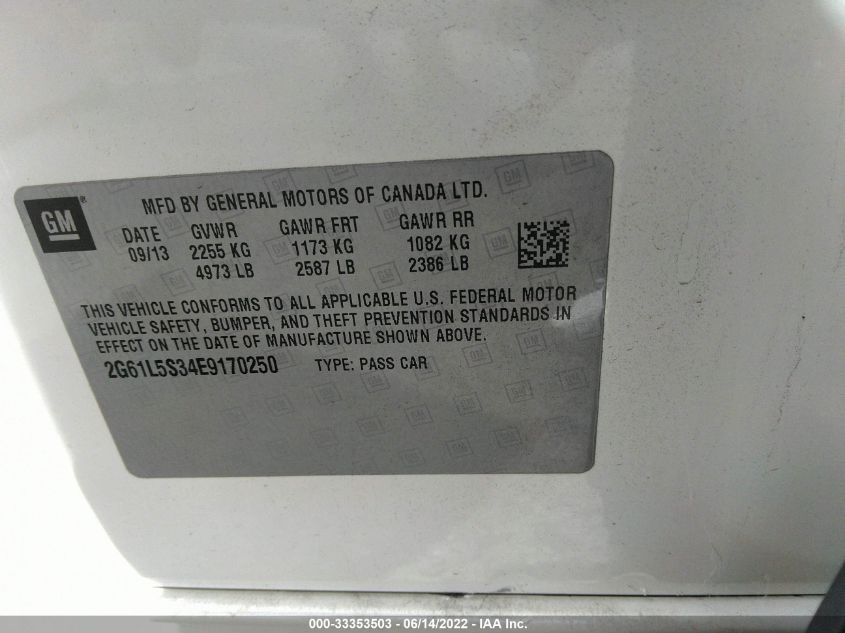 GM ®
MFD BY GENERAL MOTORS OF CANADA LTD.
DATE GVWR GAWR FRT GAWR RR
09/13 2255 KG 1173 KG 1082 KG
4973 LB 2587 LB 2386 LB
THIS VEHICLE CONFORMS TO ALL APPLICABLE U.S. FEDERAL MOTOR
VEHICLE SAFETY, BUMPER, AND THEFT PREVENTION STANDARDS IN
EFFECT ON THE DATE OF MANUFACTURE SHOWN ABOVE.
2G61L5S34E9170250 TYPE: PASS CAR
000-33353503 - 06/14/2022 - IAA Inc.